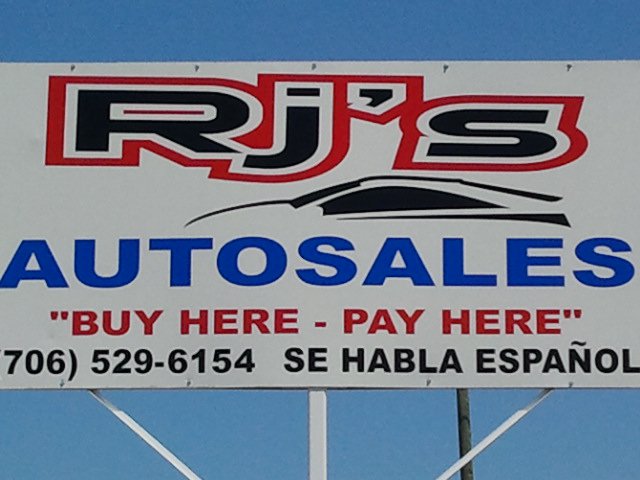 Rj's
AUTOSALES
"BUY HERE - PAY HERE"
(706) 529-6154 SE HABLA ESPAÑOL